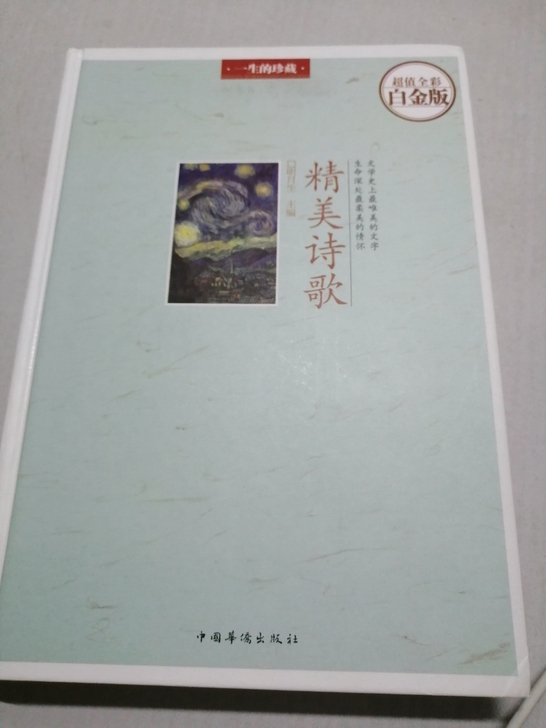 ·一生的珍藏·
超值全彩
白金版
文学史上最唯美的文字
生命深处最柔美的情怀
精美诗歌
主编
中国华侨出版社